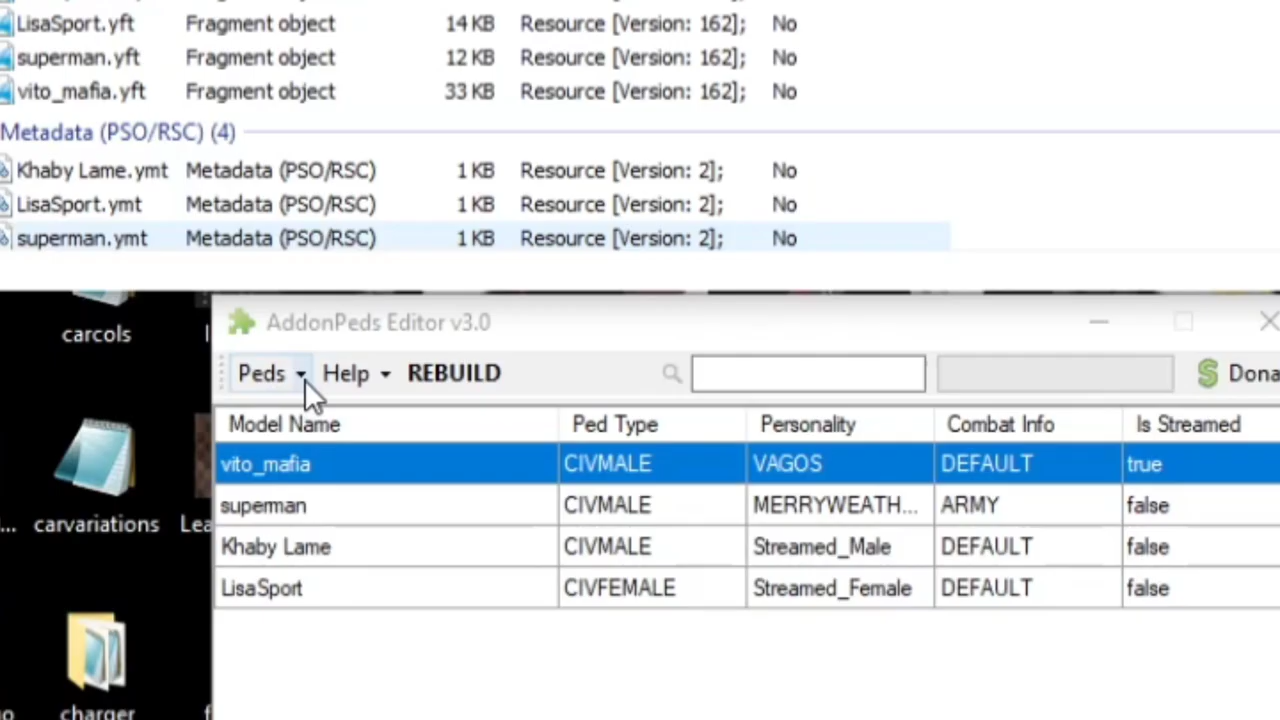 LisaSport.yft Fragment object 14 KB Resource [Version: 162]; No
superman.yft Fragment object 12 KB Resource [Version: 162]; No
vito_mafia.yft Fragment object 33 KB Resource [Version: 162]; No
Metadata (PSO/RSC) (4)
Khaby Lame.ymt Metadata (PSO/RSC) 1 KB Resource [Version: 2]; No
LisaSport.ymt Metadata (PSO/RSC) 1 KB Resource [Version: 2]; No
superman.ymt Metadata (PSO/RSC) 1 KB Resource [Version: 2]; No
carcols
AddonPeds Editor v3.0
Peds Help REBUILD Dona
Model Name Ped Type Personality Combat Info Is Streamed
vito_mafia CIVMALE VAGOS DEFAULT true
superman CIVMALE MERRYWEATH... ARMY false
Khaby Lame CIVMALE Streamed_Male DEFAULT false
LisaSport CIVFEMALE Streamed_Female DEFAULT false
... carvariations Lea
charger